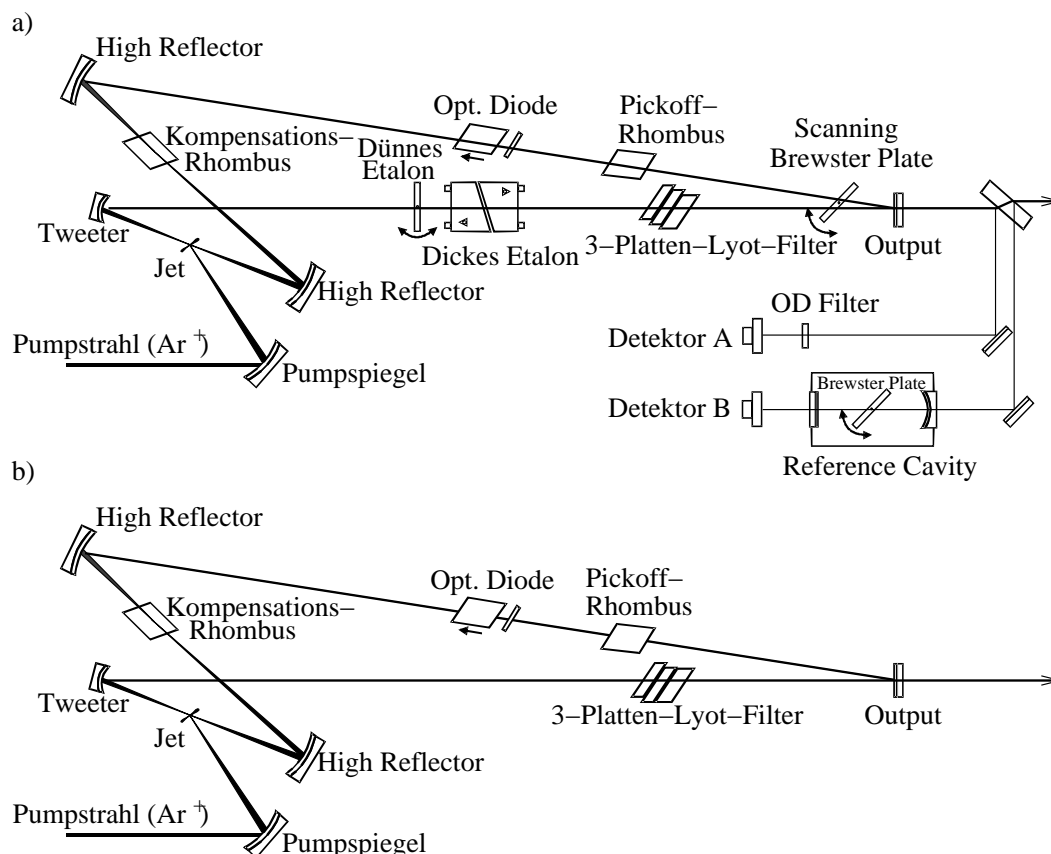 a)
High Reflector
Opt. Diode
Pickoff–
Rhombus
Scanning
Brewster Plate
Kompensations–
Rhombus
Dünnes
Etalon
Tweeter
Jet
Dickes Etalon
3–Platten–Lyot–Filter
Output
High Reflector
OD Filter
Pumpstrahl (Ar +)
Pumpspiegel
Detektor A
Brewster Plate
Detektor B
Reference Cavity
b)
High Reflector
Opt. Diode
Pickoff–
Rhombus
Kompensations–
Rhombus
Tweeter
Jet
3–Platten–Lyot–Filter
Output
High Reflector
Pumpstrahl (Ar +)
Pumpspiegel